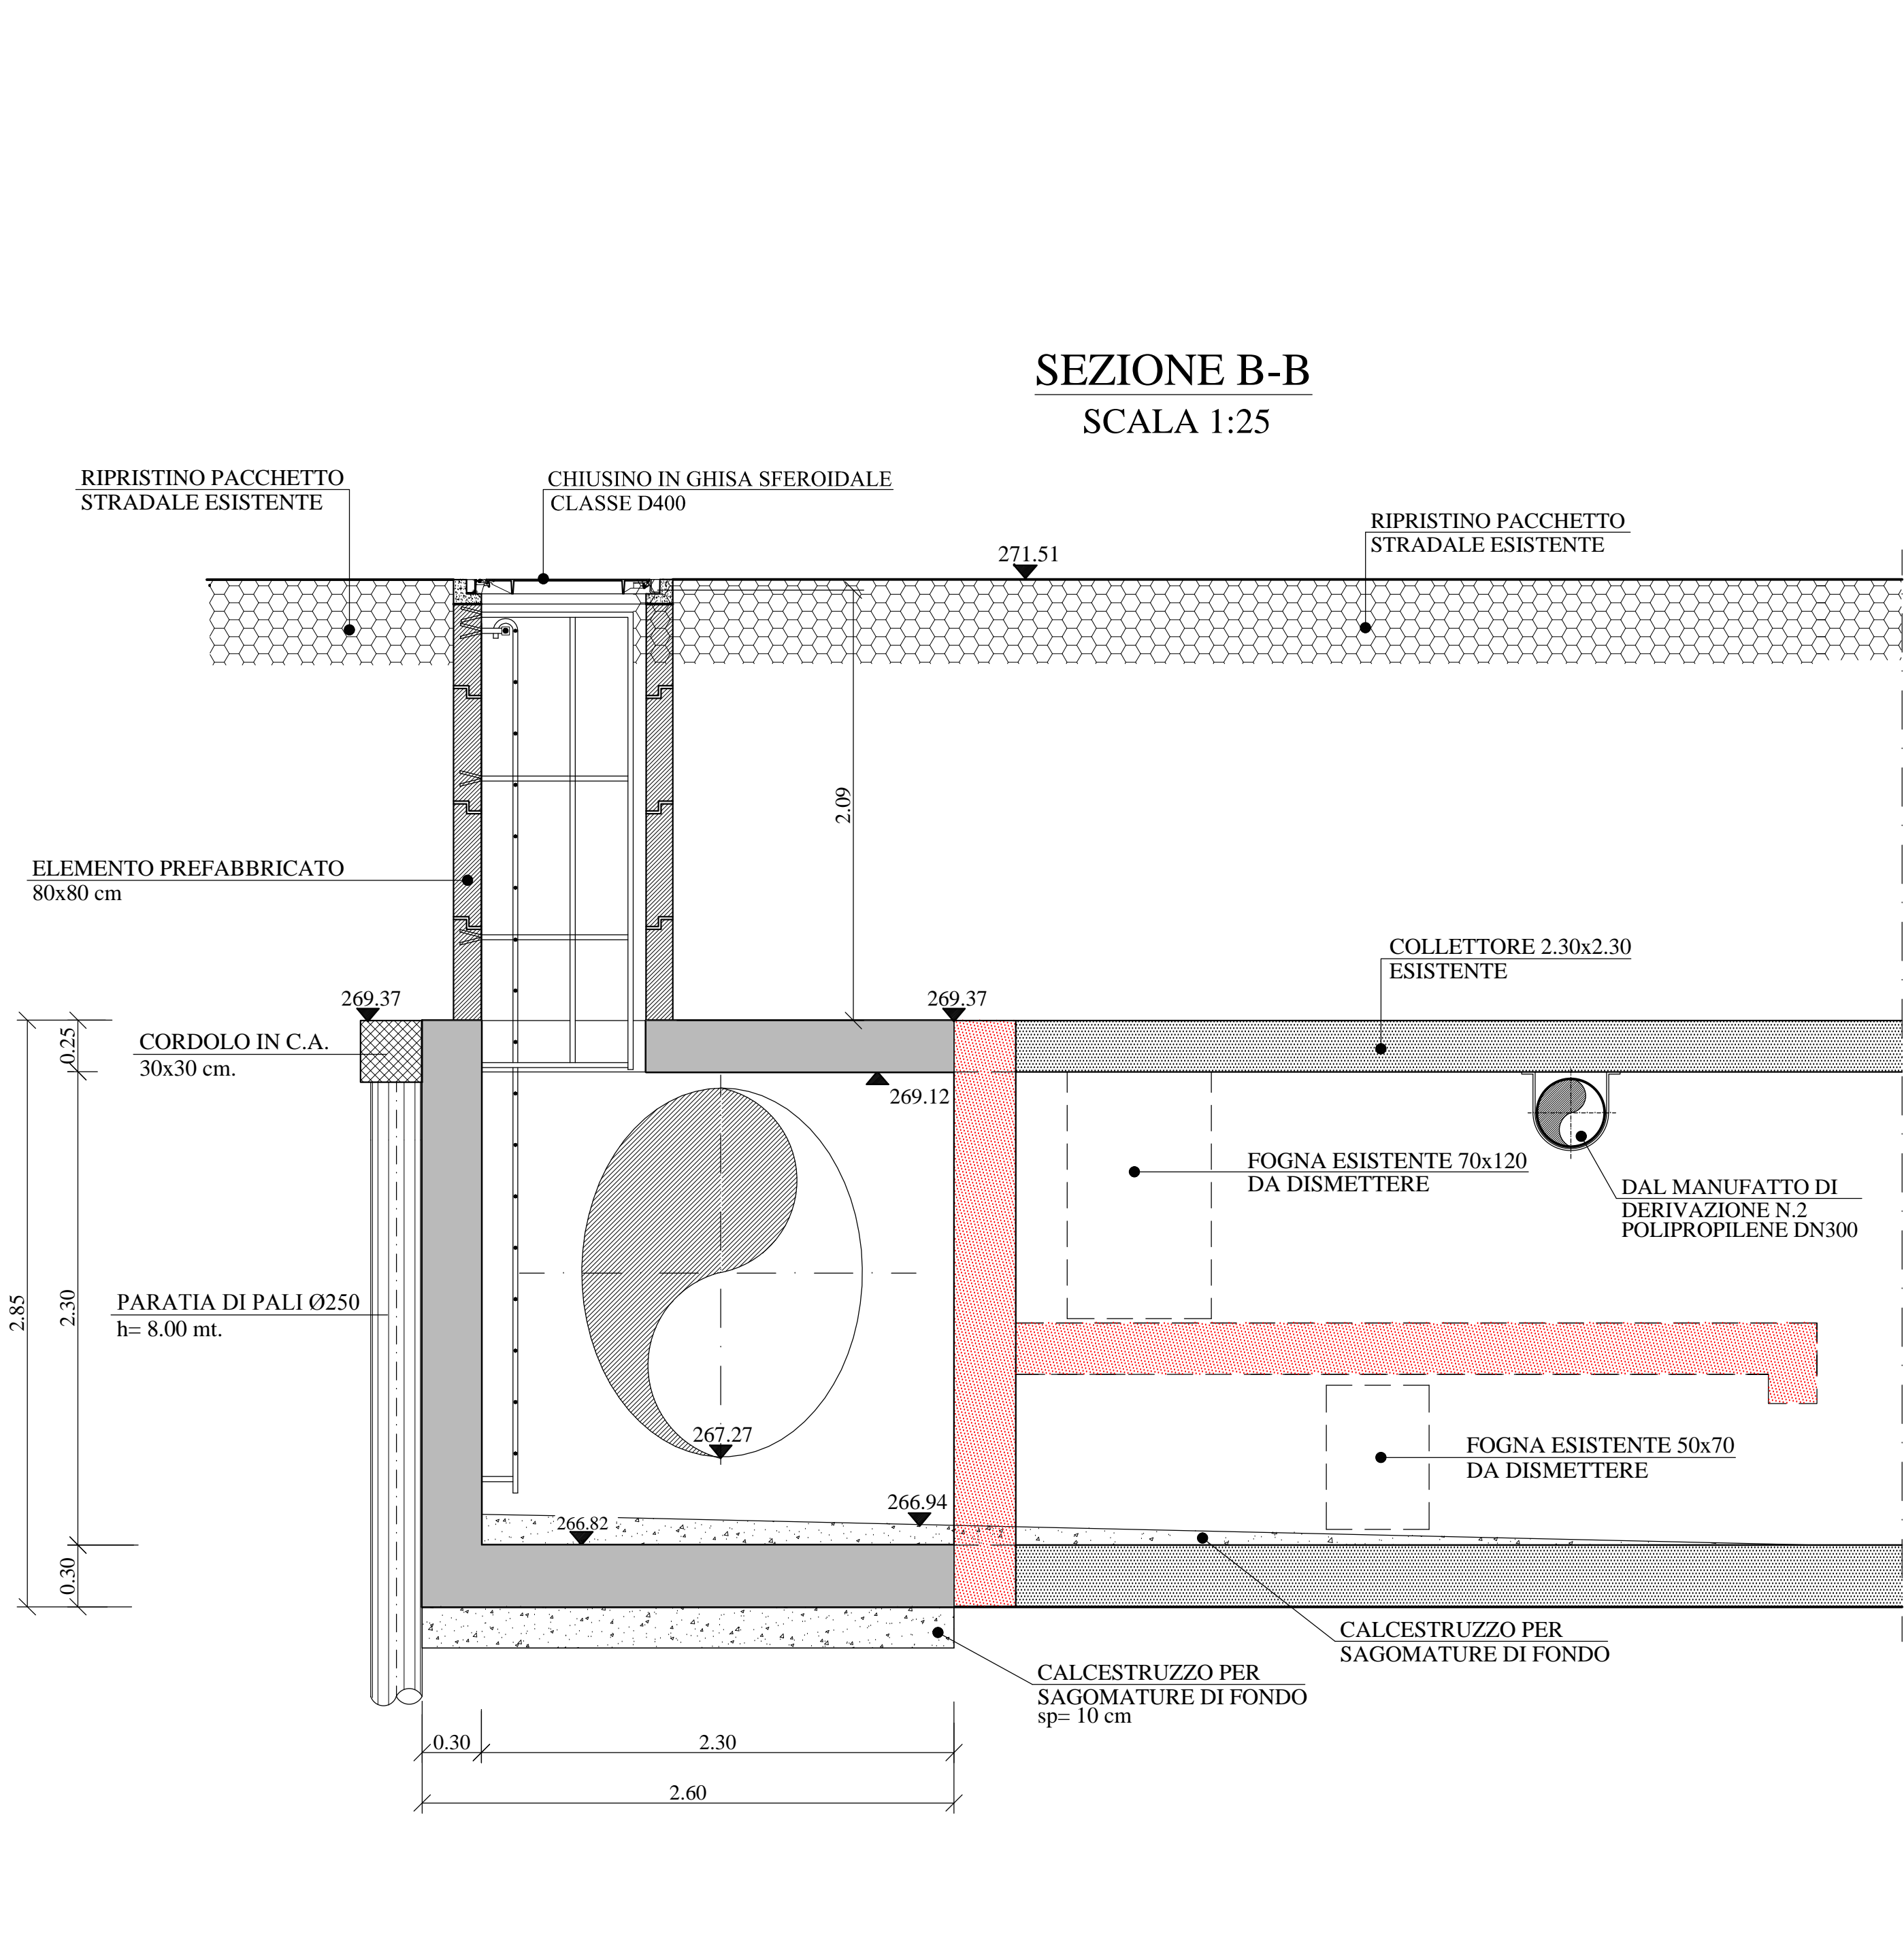 SEZIONE B-B
SCALA 1:25
RIPRISTINO PACCHETTO
STRADALE ESISTENTE
CHIUSINO IN GHISA SFEROIDALE
CLASSE D400
RIPRISTINO PACCHETTO
STRADALE ESISTENTE
271.51
2.09
ELEMENTO PREFABBRICATO
80x80 cm
COLLETTORE 2.30x2.30
ESISTENTE
269.37
269.37
0.25
CORDOLO IN C.A.
30x30 cm.
269.12
FOGNA ESISTENTE 70x120
DA DISMETTERE
DAL MANUFATTO DI
DERIVAZIONE N.2
POLIPROPILENE DN300
2.85
2.30
PARATIA DI PALI Ø250
h= 8.00 mt.
267.27
FOGNA ESISTENTE 50x70
DA DISMETTERE
266.94
266.82
0.30
CALCESTRUZZO PER
SAGOMATURE DI FONDO
CALCESTRUZZO PER
SAGOMATURE DI FONDO
sp= 10 cm
0.30
2.30
2.60